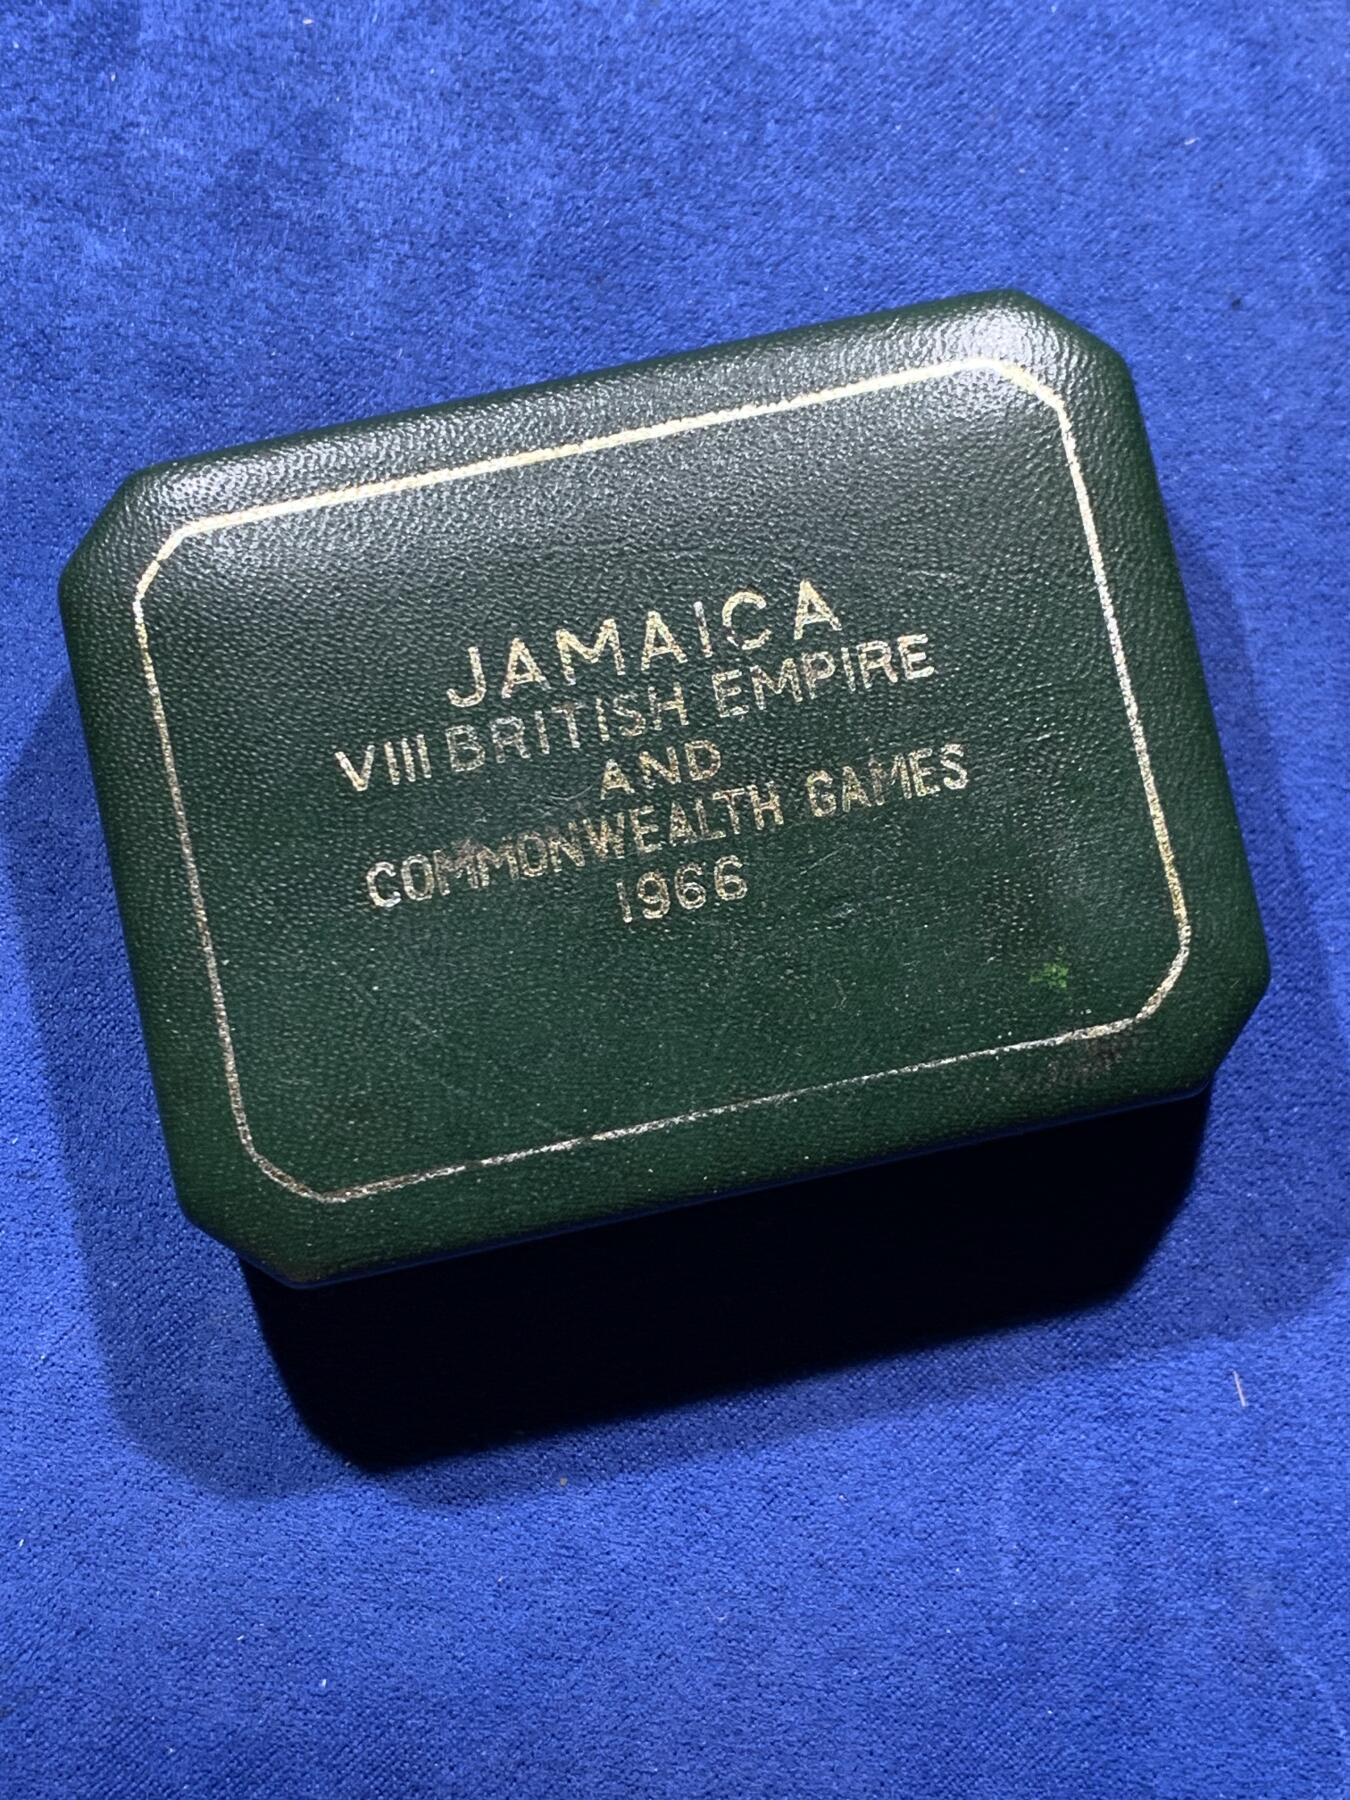 JAMAICA
VIII BRITISH EMPIRE
AND
COMMONWEALTH GAMES
1966